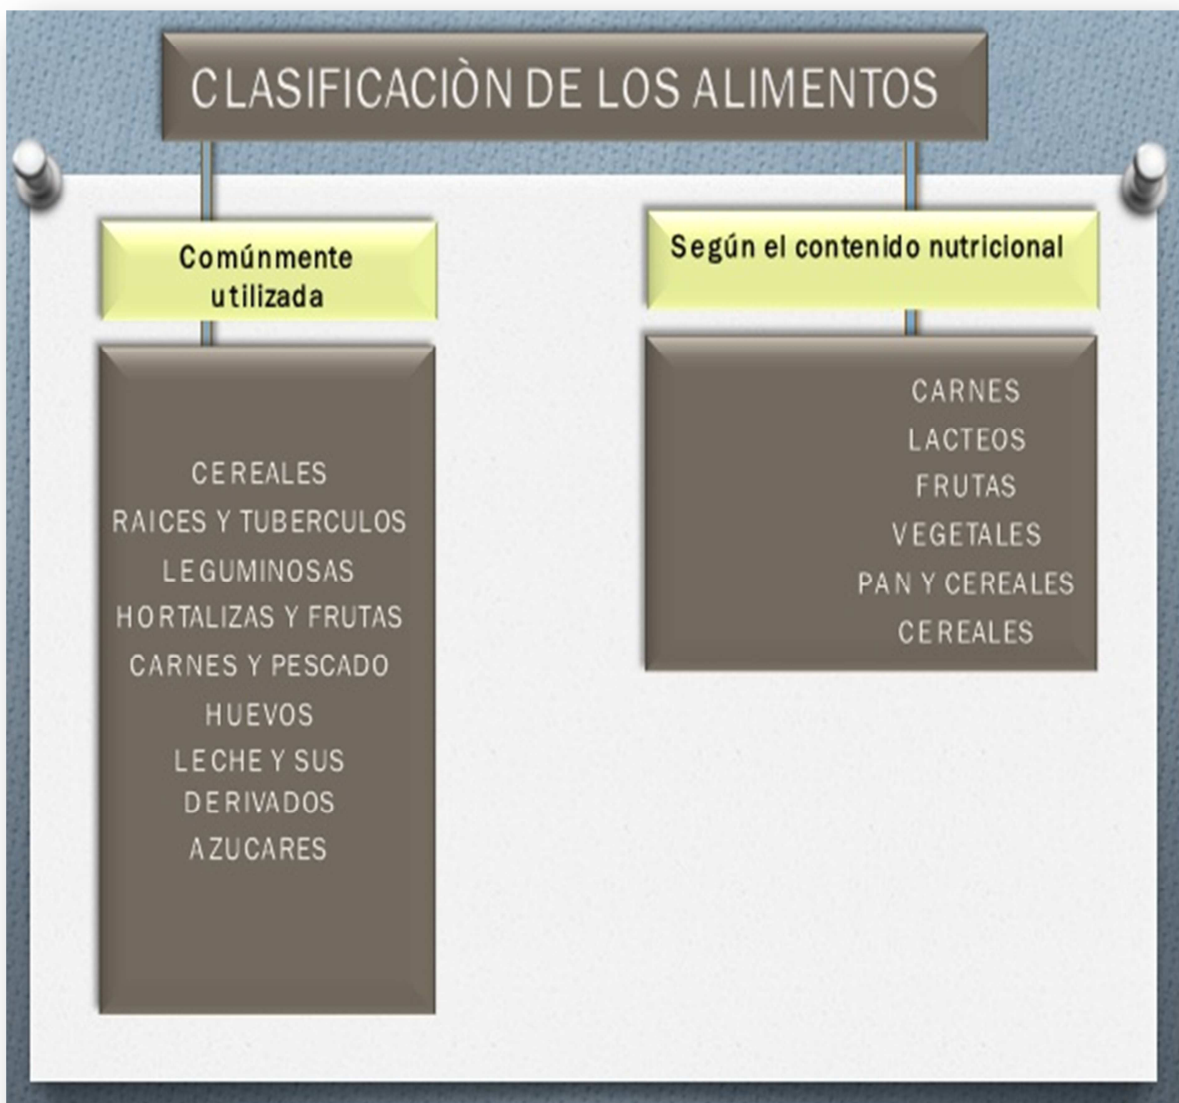 CLASIFICACIÒN DE LOS ALIMENTOS
Comúnmente
utilizada
CEREALES
RAICES Y TUBERCULOS
LEGUMINOSAS
HORTALIZAS Y FRUTAS
CARNES Y PESCADO
HUEVOS
LECHE Y SUS
DERIVADOS
AZUCARES
Según el contenido nutricional
CARNES
LACTEOS
FRUTAS
VEGETALES
PAN Y CEREALES
CEREALES